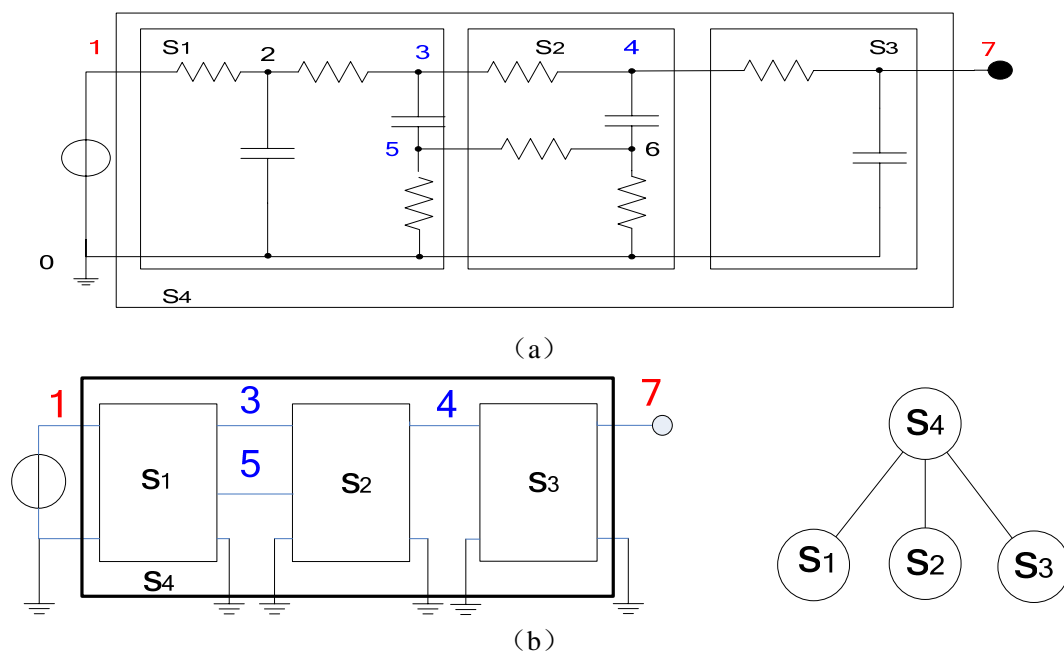 1 S1 2 3 S2 4 S3 7
5 6
0
S4
（a）
1 3 4 7
5
S1 S2 S3
S4
S4
S1 S2 S3
（b）